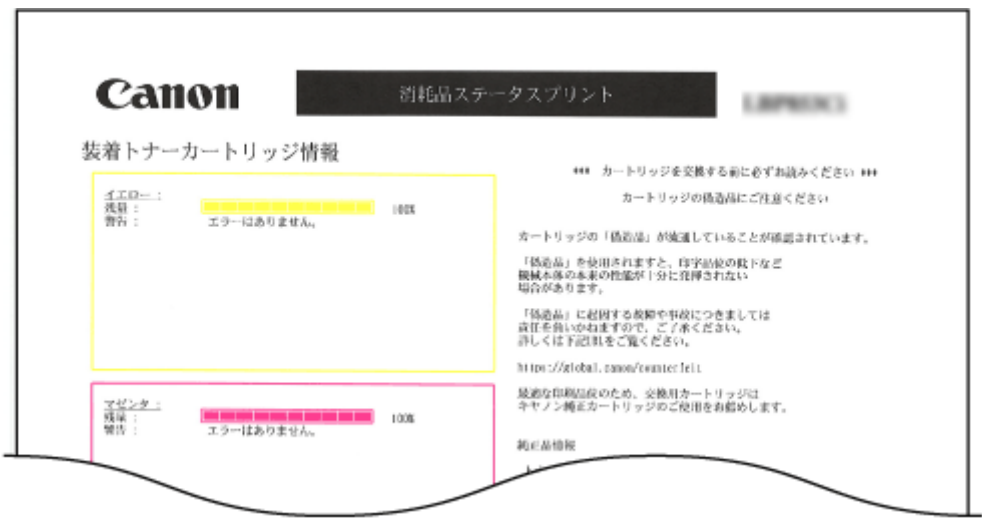 Canon
消耗品ステータスプリント
装着トナーカートリッジ情報
イエロー :
残量 : 100%
警告 : エラーはありません。
マゼンタ :
残量 : 100%
警告 : エラーはありません。
*** カートリッジを交換する前に必ずお読みください ***
カートリッジの偽造品にご注意ください
カートリッジの「偽造品」が流通していることが確認されています。
「偽造品」を使用されますと、印字品位の低下など
機械本体の本来の性能が十分に発揮されない
場合があります。
「偽造品」に起因する故障や事故につきましては
責任を負いかねますので、ご了承ください。
詳しくは下記URLをご覧ください。
https://global.canon/counterfeit
最適な印刷品位のため、交換用カートリッジは
キヤノン純正カートリッジのご使用をお勧めします。
純正品情報